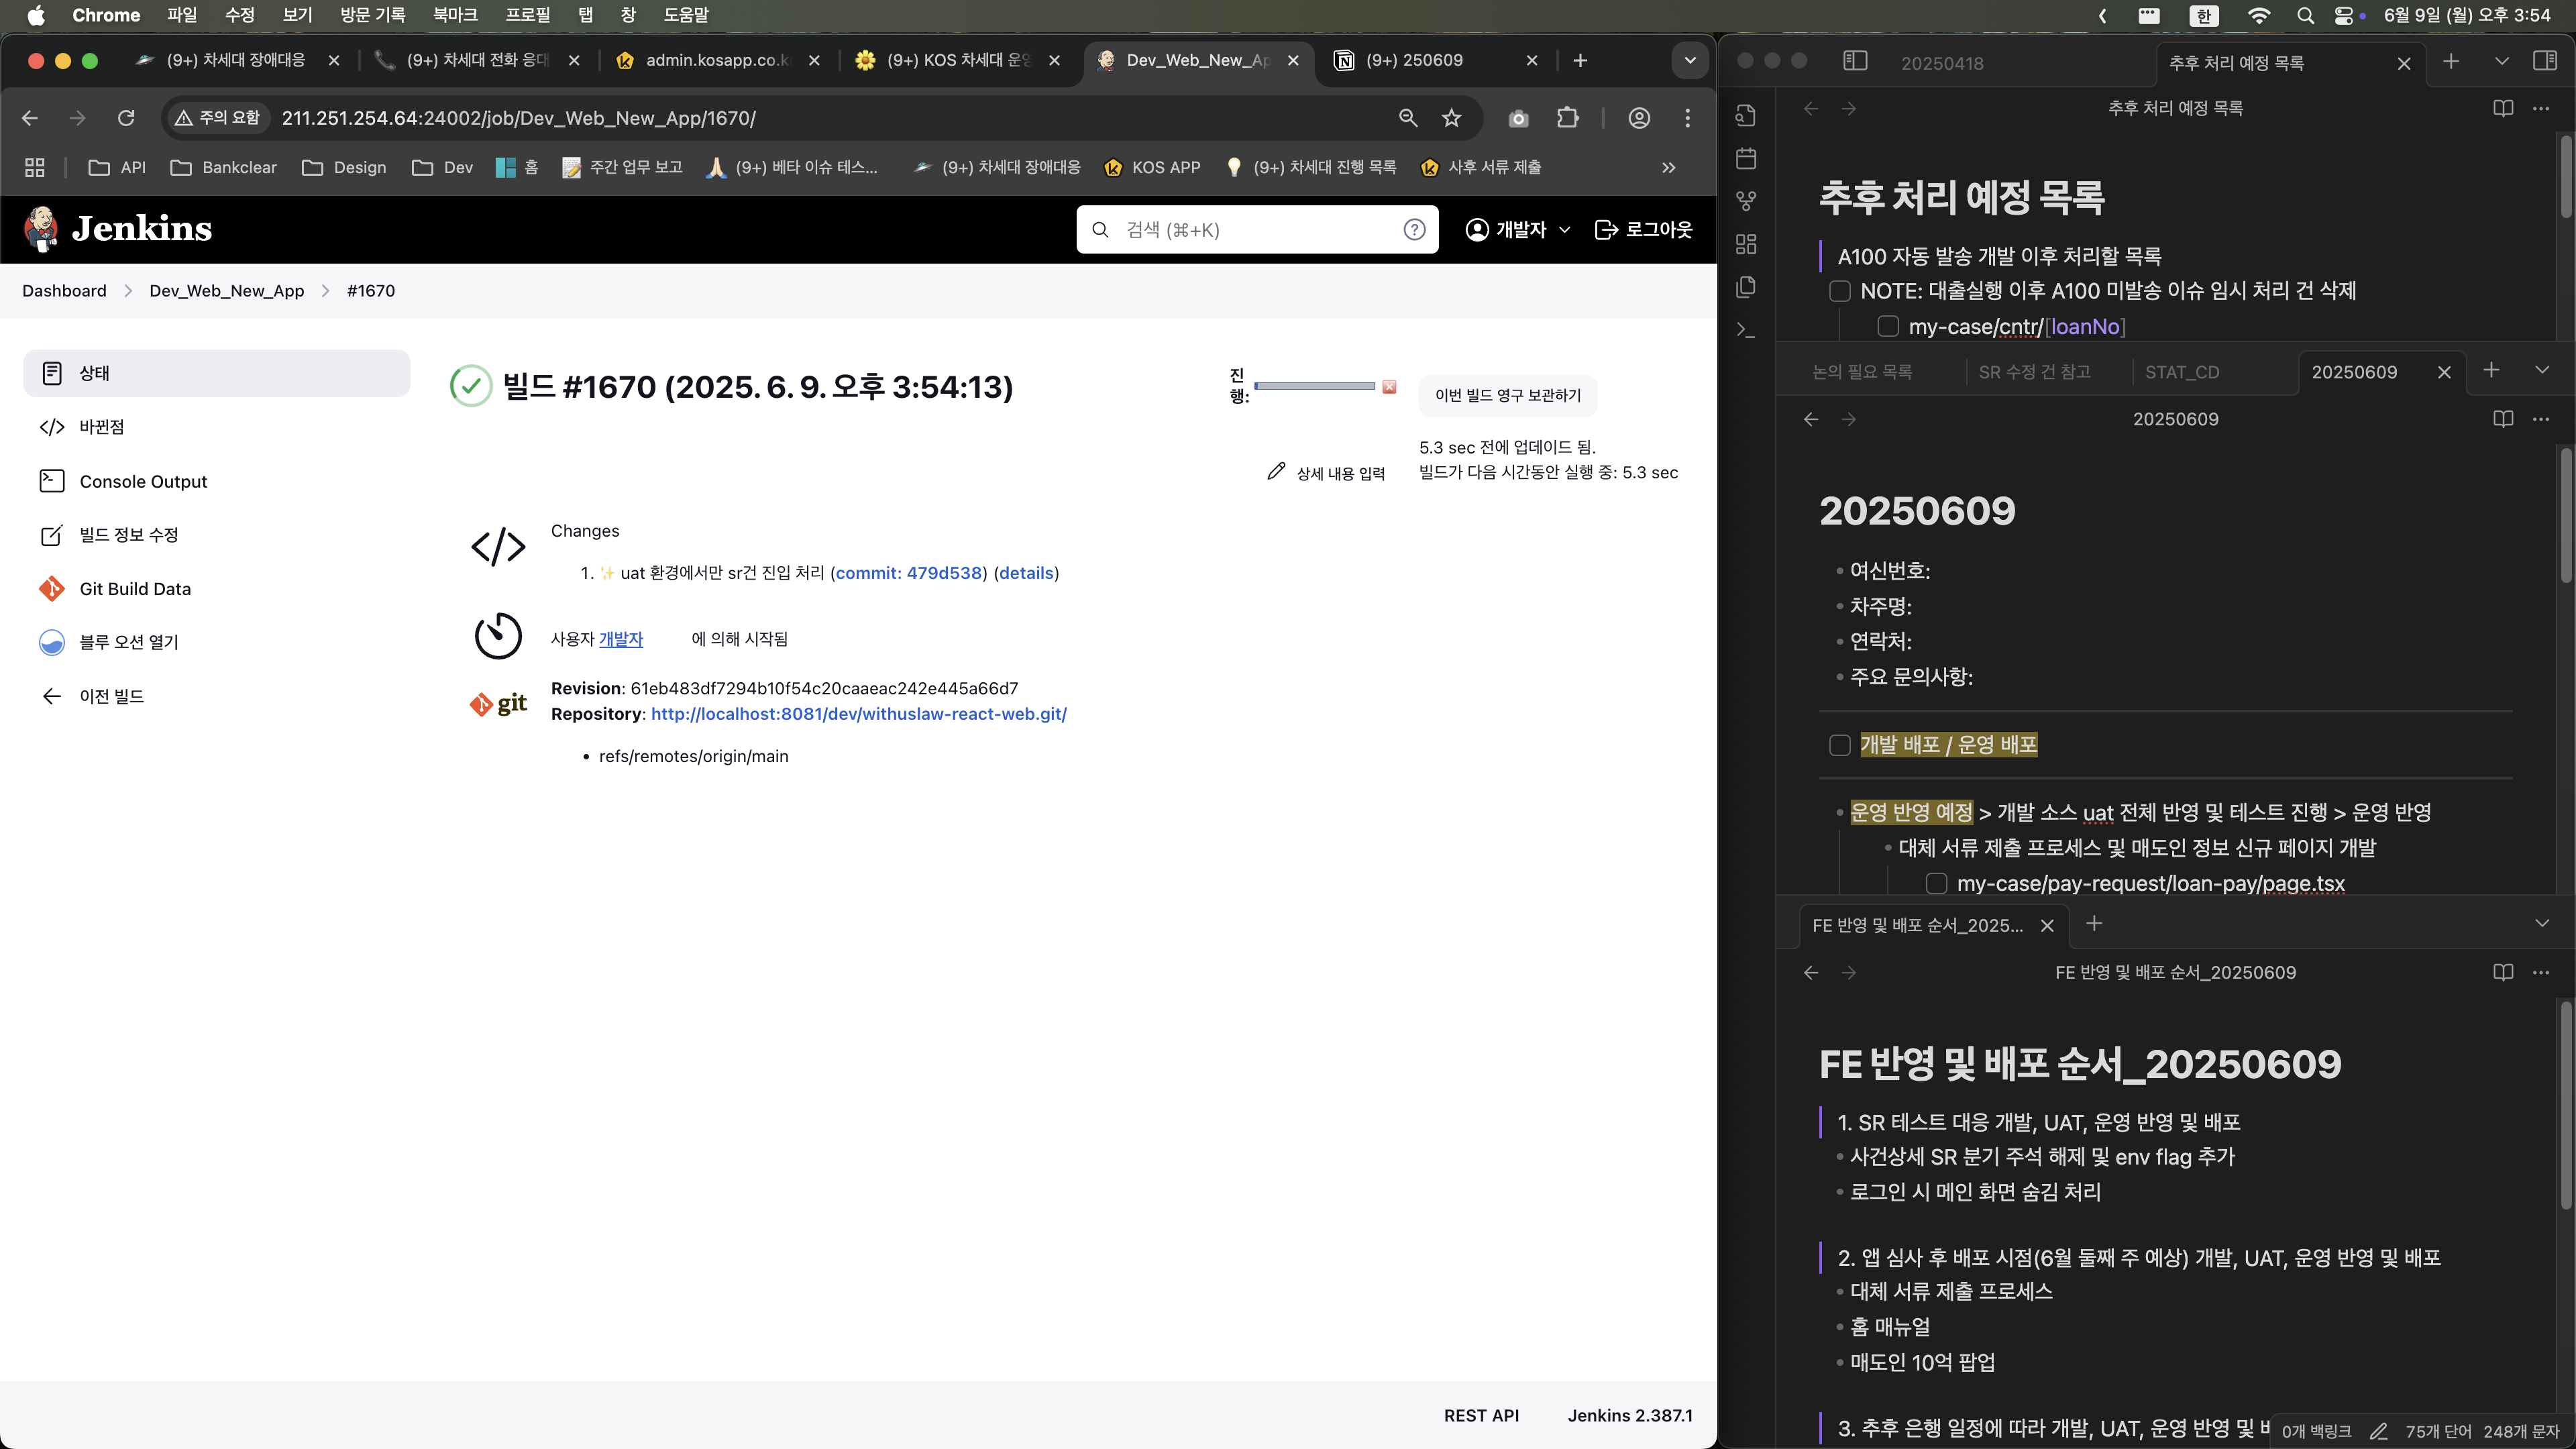 Chrome 파일 수정 보기 방문 기록 북마크 프로필 탭 창 도움말
한 6월 9일 (월) 오후 3:54
(9+) 차세대 장애대응
(9+) 차세대 전화 응대
admin.kosapp.co.k
(9+) KOS 차세대 운영
Dev_Web_New_Ap
(9+) 250609
주의 요함 211.251.254.64:24002/job/Dev_Web_New_App/1670/
API Bankclear Design Dev 홈 주간 업무 보고 (9+) 베타 이슈 테스... (9+) 차세대 장애대응 KOS APP (9+) 차세대 진행 목록 사후 서류 제출
Jenkins
검색 (⌘+K)
개발자
로그아웃
Dashboard Dev_Web_New_App #1670
상태
바뀐점
Console Output
빌드 정보 수정
Git Build Data
블루 오션 열기
이전 빌드
빌드 #1670 (2025. 6. 9. 오후 3:54:13)
진행:
이번 빌드 영구 보관하기
상세 내용 입력
5.3 sec 전에 업데이드 됨.
빌드가 다음 시간동안 실행 중: 5.3 sec
Changes
1. ✨ uat 환경에서만 sr건 진입 처리 (commit: 479d538) (details)
사용자 개발자 에 의해 시작됨
git
Revision: 61eb483df7294b10f54c20caaeac242e445a66d7
Repository: http://localhost:8081/dev/withuslaw-react-web.git/
• refs/remotes/origin/main
REST API Jenkins 2.387.1
20250418
추후 처리 예정 목록
추후 처리 예정 목록
추후 처리 예정 목록
A100 자동 발송 개발 이후 처리할 목록
NOTE: 대출실행 이후 A100 미발송 이슈 임시 처리 건 삭제
my-case/cntr/[loanNo]
논의 필요 목록 SR 수정 건 참고 STAT_CD 20250609
20250609
20250609
• 여신번호:
• 차주명:
• 연락처:
• 주요 문의사항:
개발 배포 / 운영 배포
• 운영 반영 예정 > 개발 소스 uat 전체 반영 및 테스트 진행 > 운영 반영
• 대체 서류 제출 프로세스 및 매도인 정보 신규 페이지 개발
my-case/pay-request/loan-pay/page.tsx
FE 반영 및 배포 순서_2025...
FE 반영 및 배포 순서_20250609
FE 반영 및 배포 순서_20250609
1. SR 테스트 대응 개발, UAT, 운영 반영 및 배포
• 사건상세 SR 분기 주석 해제 및 env flag 추가
• 로그인 시 메인 화면 숨김 처리
2. 앱 심사 후 배포 시점(6월 둘째 주 예상) 개발, UAT, 운영 반영 및 배포
• 대체 서류 제출 프로세스
• 홈 매뉴얼
• 매도인 10억 팝업
3. 추후 은행 일정에 따라 개발, UAT, 운영 반영 및
0개 백링크 75개 단어 248개 문자